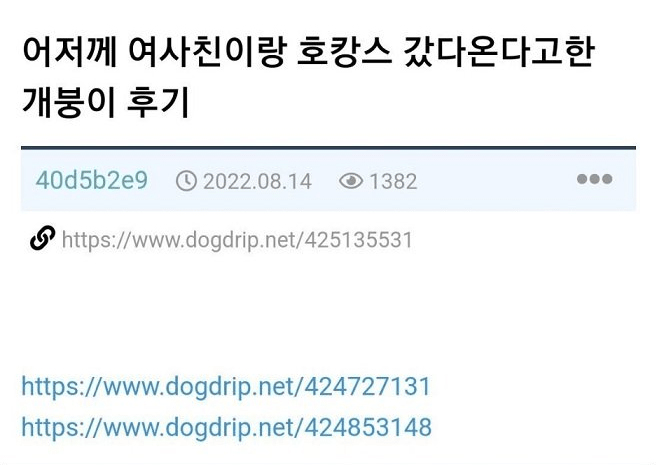 어저께 여사친이랑 호캉스 갔다온다고한
개붕이 후기
40d5b2e9 2022.08.14 1382 •••
https://www.dogdrip.net/425135531
https://www.dogdrip.net/424727131
https://www.dogdrip.net/424853148